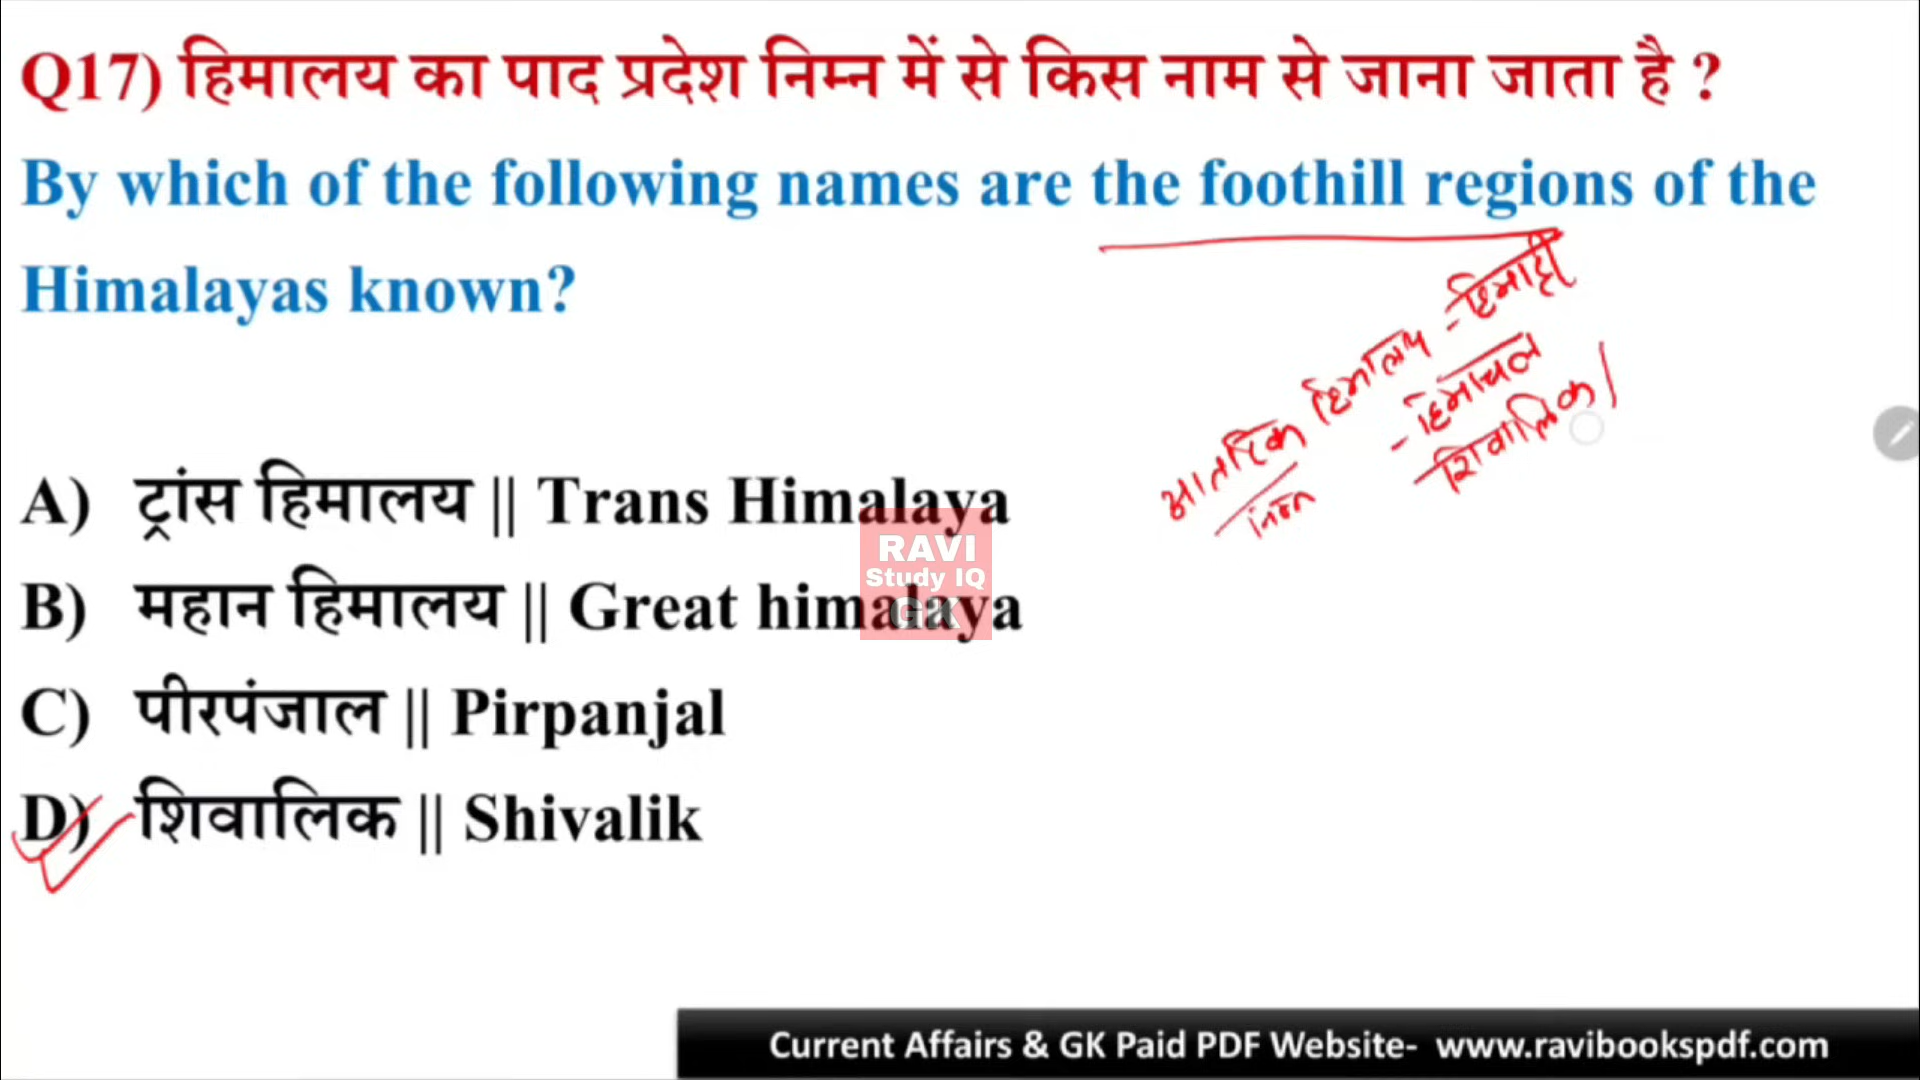 Q17) हिमालय का पाद प्रदेश निम्न में से किस नाम से जाना जाता है ?
By which of the following names are the foothill regions of the
Himalayas known?
आतरिक हिमालय - हिमाद्री
निम्न - हिमाचल
शिवालिक
A) ट्रांस हिमालय || Trans Himalaya
B) महान हिमालय || Great himalaya
C) पीरपंजाल || Pirpanjal
D) शिवालिक || Shivalik
RAVI
Study IQ
GK
Current Affairs & GK Paid PDF Website- www.ravibookspdf.com